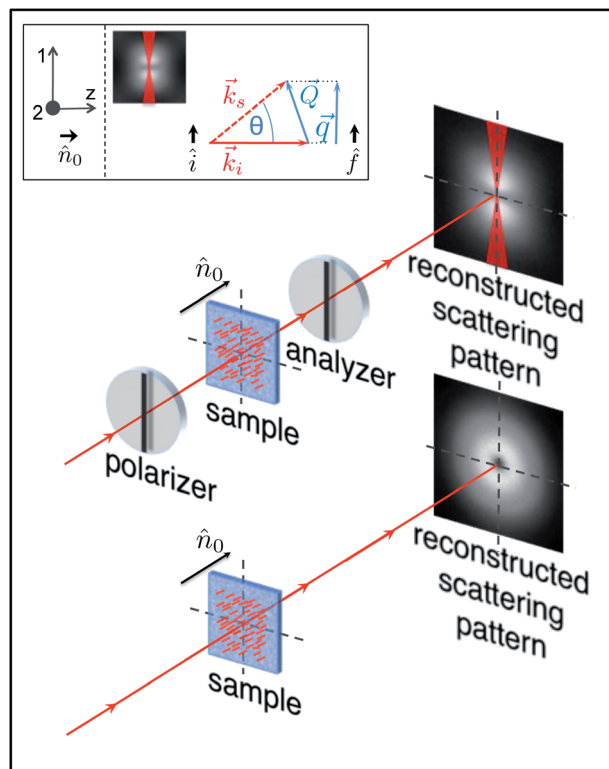 1
2
z
n̂₀
k⃗ₛ
Q⃗
θ
q⃗
k⃗ᵢ
î
f̂
n̂₀
reconstructed
scattering
pattern
analyzer
sample
polarizer
n̂₀
reconstructed
scattering
pattern
sample